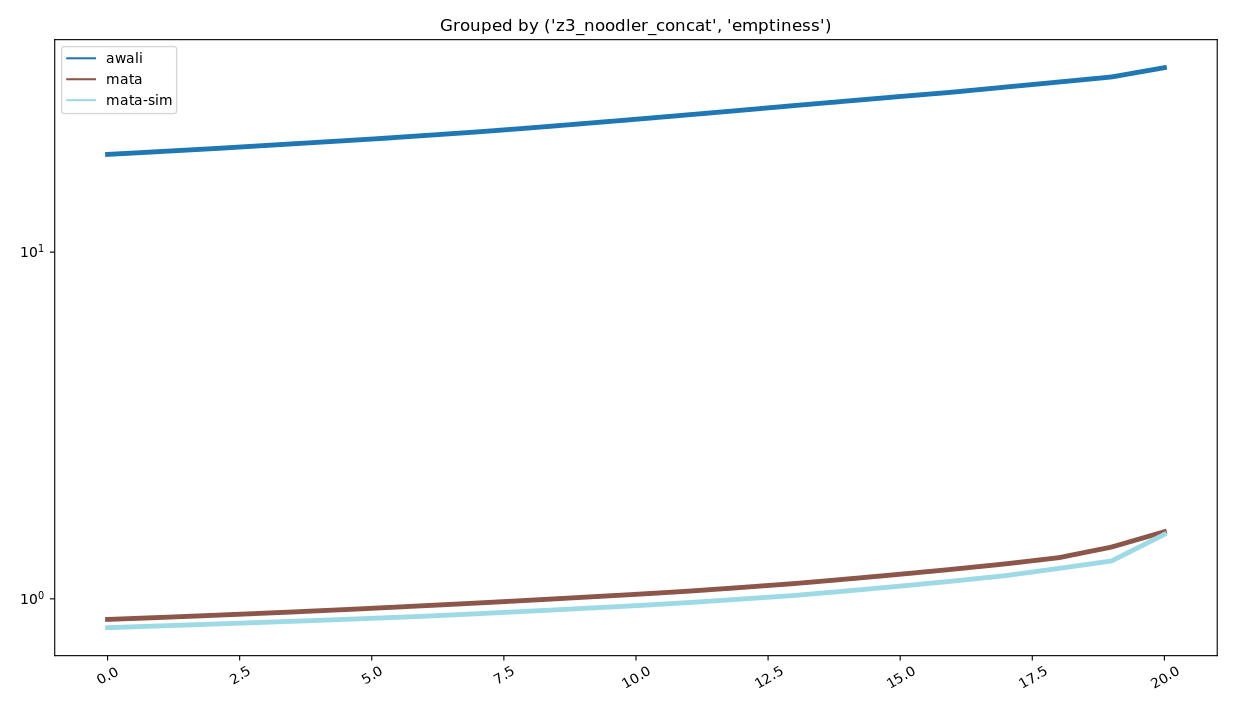 Grouped by ('z3_noodler_concat', 'emptiness')
awali
mata
mata-sim
10¹
10⁰
0.0 2.5 5.0 7.5 10.0 12.5 15.0 17.5 20.0